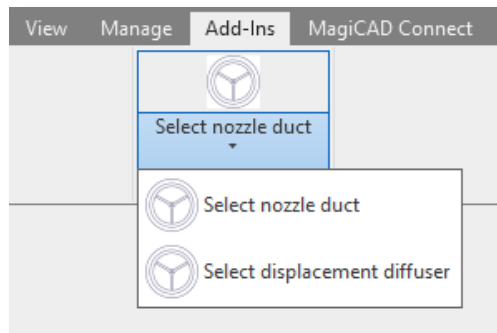 View Manage Add-Ins MagiCAD Connect
Select nozzle duct
Select nozzle duct
Select displacement diffuser